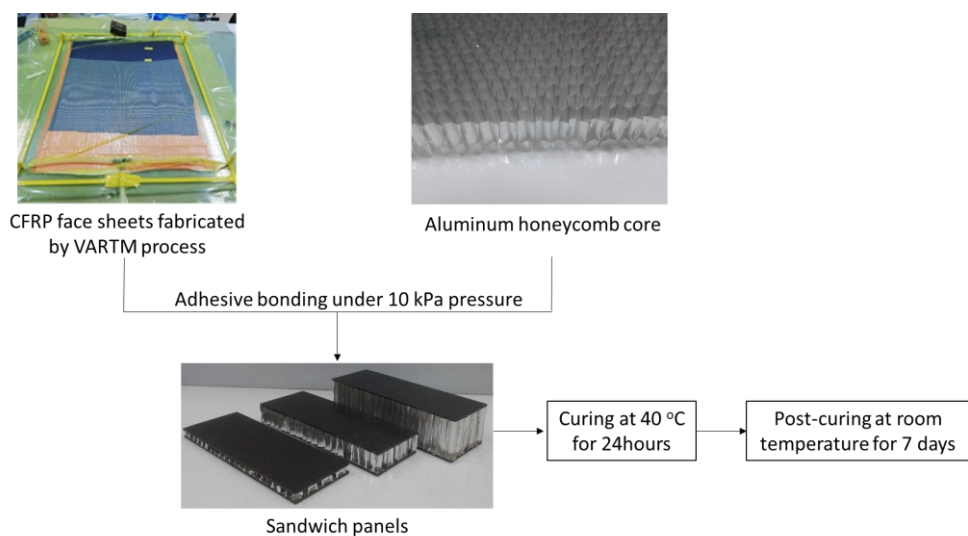 CFRP face sheets fabricated
by VARTM process
Aluminum honeycomb core
Adhesive bonding under 10 kPa pressure
Sandwich panels
Curing at 40 °C
for 24hours
Post-curing at room
temperature for 7 days